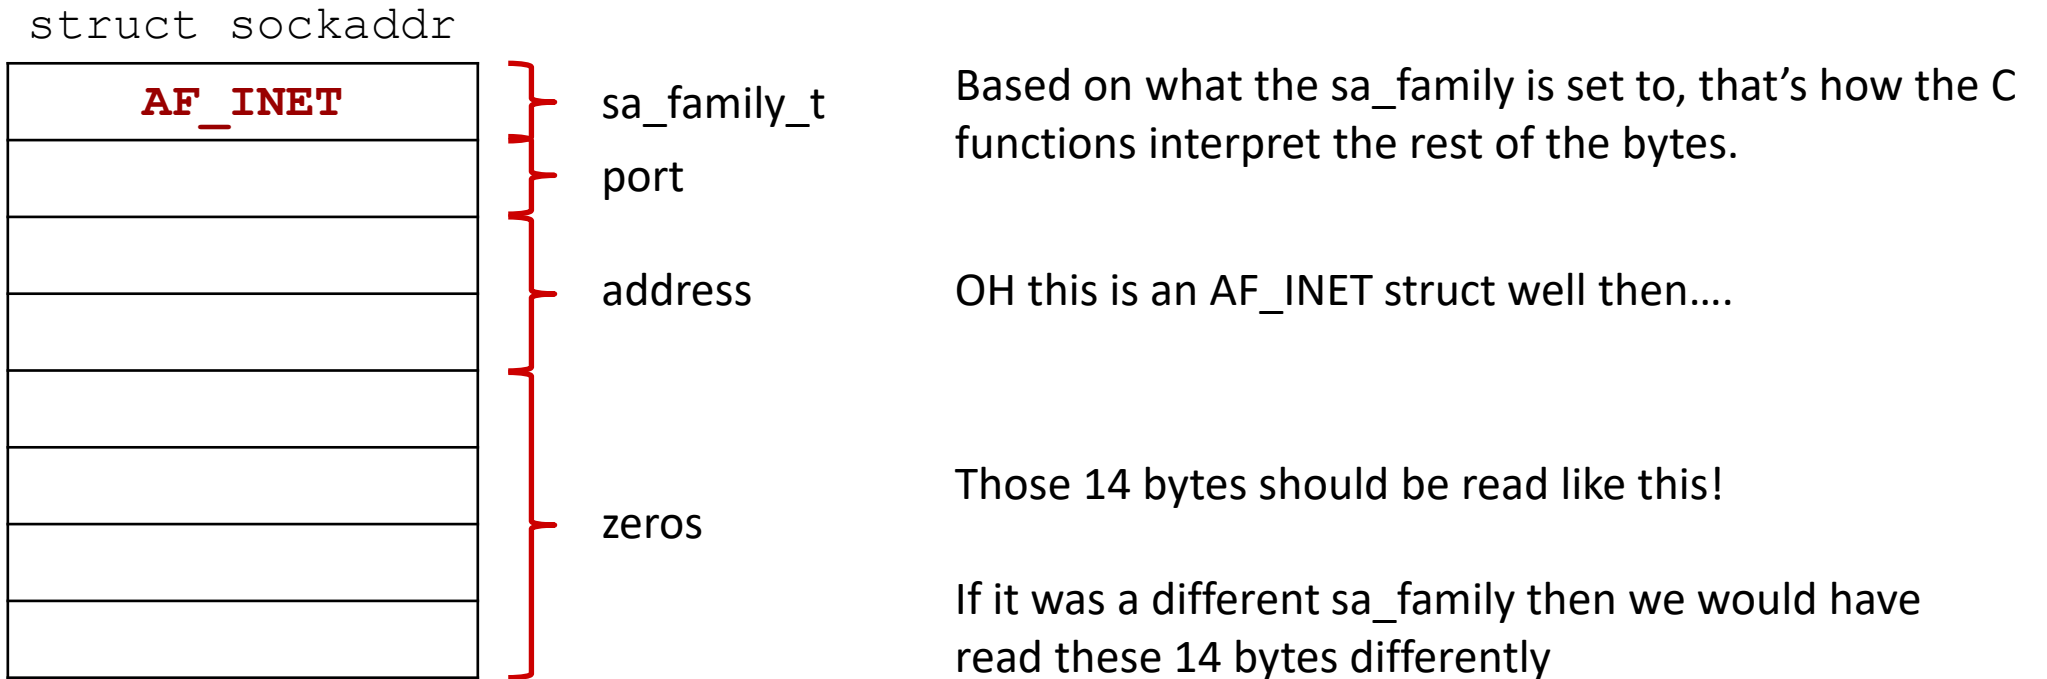 struct sockaddr
AF_INET
sa_family_t
port
address
zeros
Based on what the sa_family is set to, that’s how the C
functions interpret the rest of the bytes.
OH this is an AF_INET struct well then….
Those 14 bytes should be read like this!
If it was a different sa_family then we would have
read these 14 bytes differently